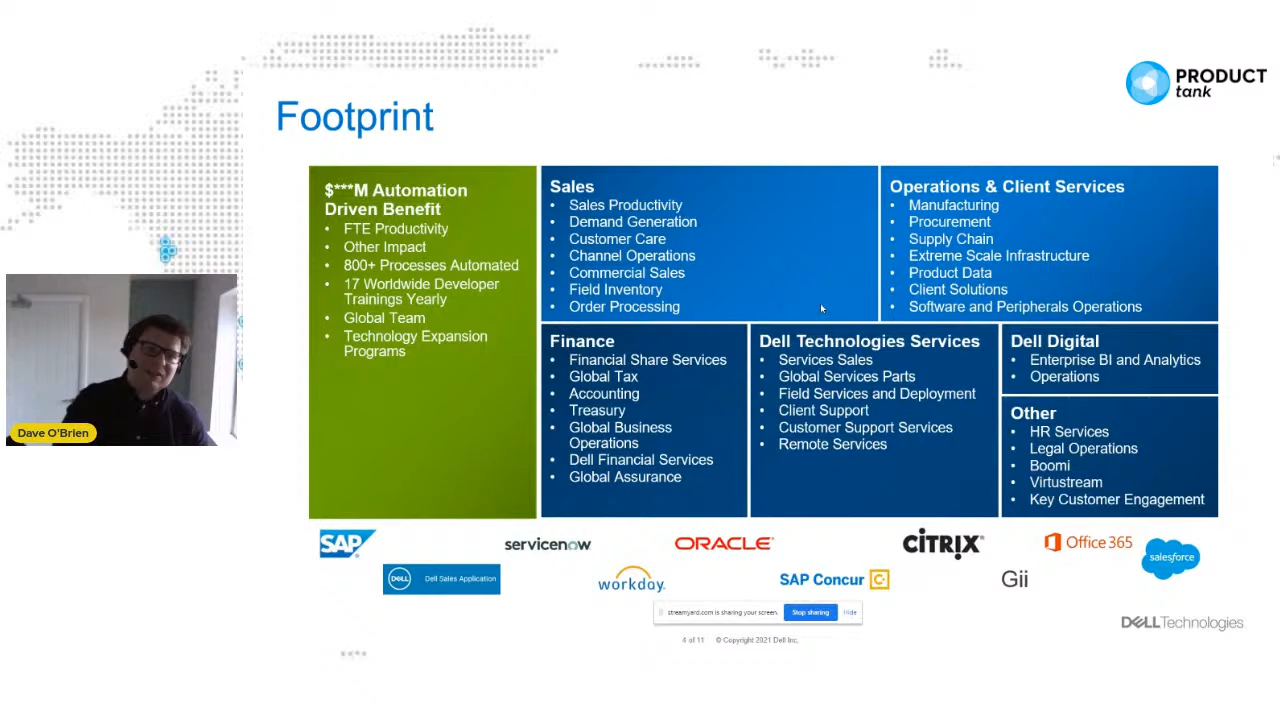 PRODUCT
tank
Footprint
$***M Automation
Driven Benefit
• FTE Productivity
• Other Impact
• 800+ Processes Automated
• 17 Worldwide Developer
Trainings Yearly
• Global Team
• Technology Expansion
Programs
Sales
• Sales Productivity
• Demand Generation
• Customer Care
• Channel Operations
• Commercial Sales
• Field Inventory
• Order Processing
Operations & Client Services
• Manufacturing
• Procurement
• Supply Chain
• Extreme Scale Infrastructure
• Product Data
• Client Solutions
• Software and Peripherals Operations
Finance
• Financial Share Services
• Global Tax
• Accounting
• Treasury
• Global Business
Operations
• Dell Financial Services
• Global Assurance
Dell Technologies Services
• Services Sales
• Global Services Parts
• Field Services and Deployment
• Client Support
• Customer Support Services
• Remote Services
Dell Digital
• Enterprise BI and Analytics
• Operations
Other
• HR Services
• Legal Operations
• Boomi
• Virtustream
• Key Customer Engagement
Dave O'Brien
SAP
servicenow
ORACLE
CİTRIX
Office 365
salesforce
DELL Dell Sales Application
workday.
SAP Concur C
Gii
streamyard.com is sharing your screen. Stop sharing Hide
DELLTechnologies
4 of 11 © Copyright 2021 Dell Inc.